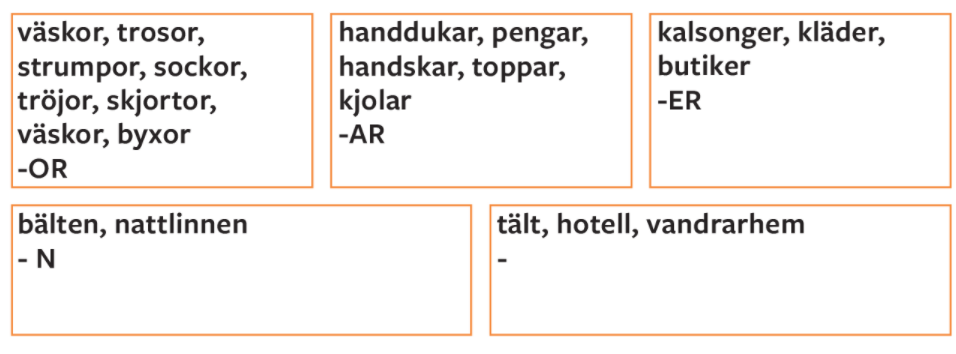 väskor, trosor,
strumpor, sockor,
tröjor, skjortor,
väskor, byxor
-OR
handdukar, pengar,
handskar, toppar,
kjolar
-AR
kalsonger, kläder,
butiker
-ER
bälten, nattlinnen
- N
tält, hotell, vandrarhem
-